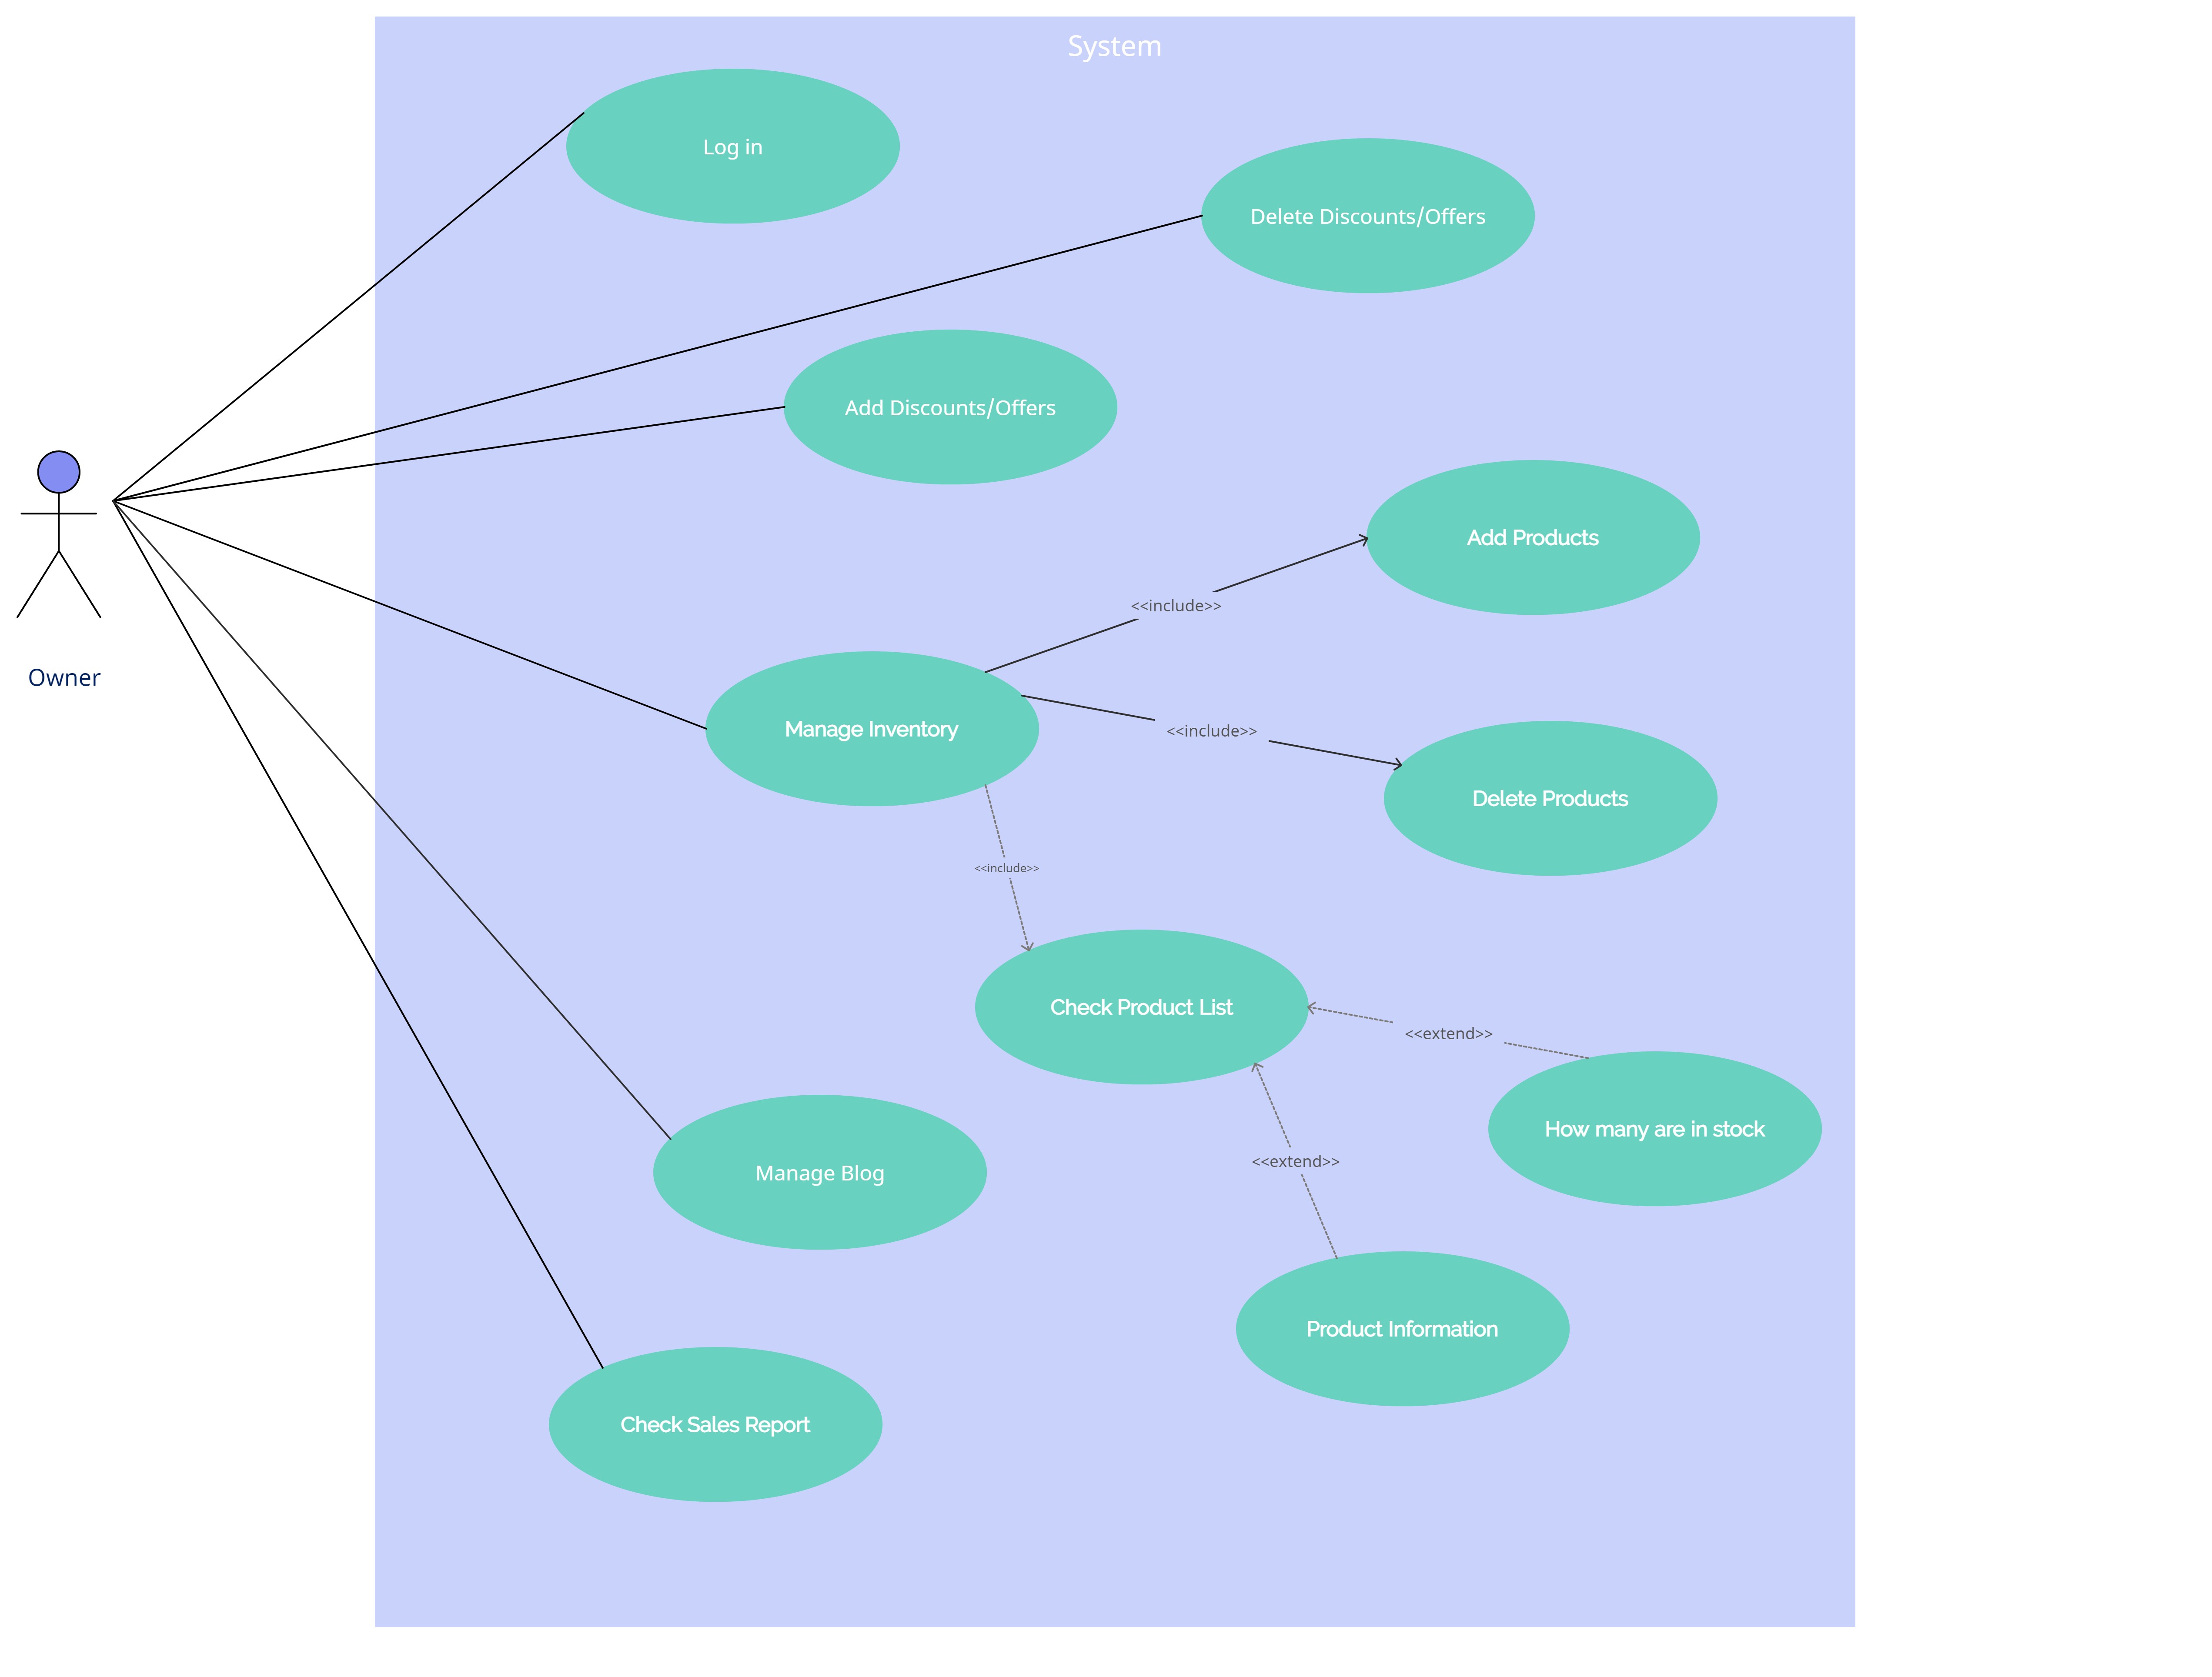 System
Log in
Delete Discounts/Offers
Add Discounts/Offers
Add Products
<<include>>
Owner
Manage Inventory
<<include>>
Delete Products
<<include>>
Check Product List
<<extend>>
How many are in stock
<<extend>>
Manage Blog
Product Information
Check Sales Report